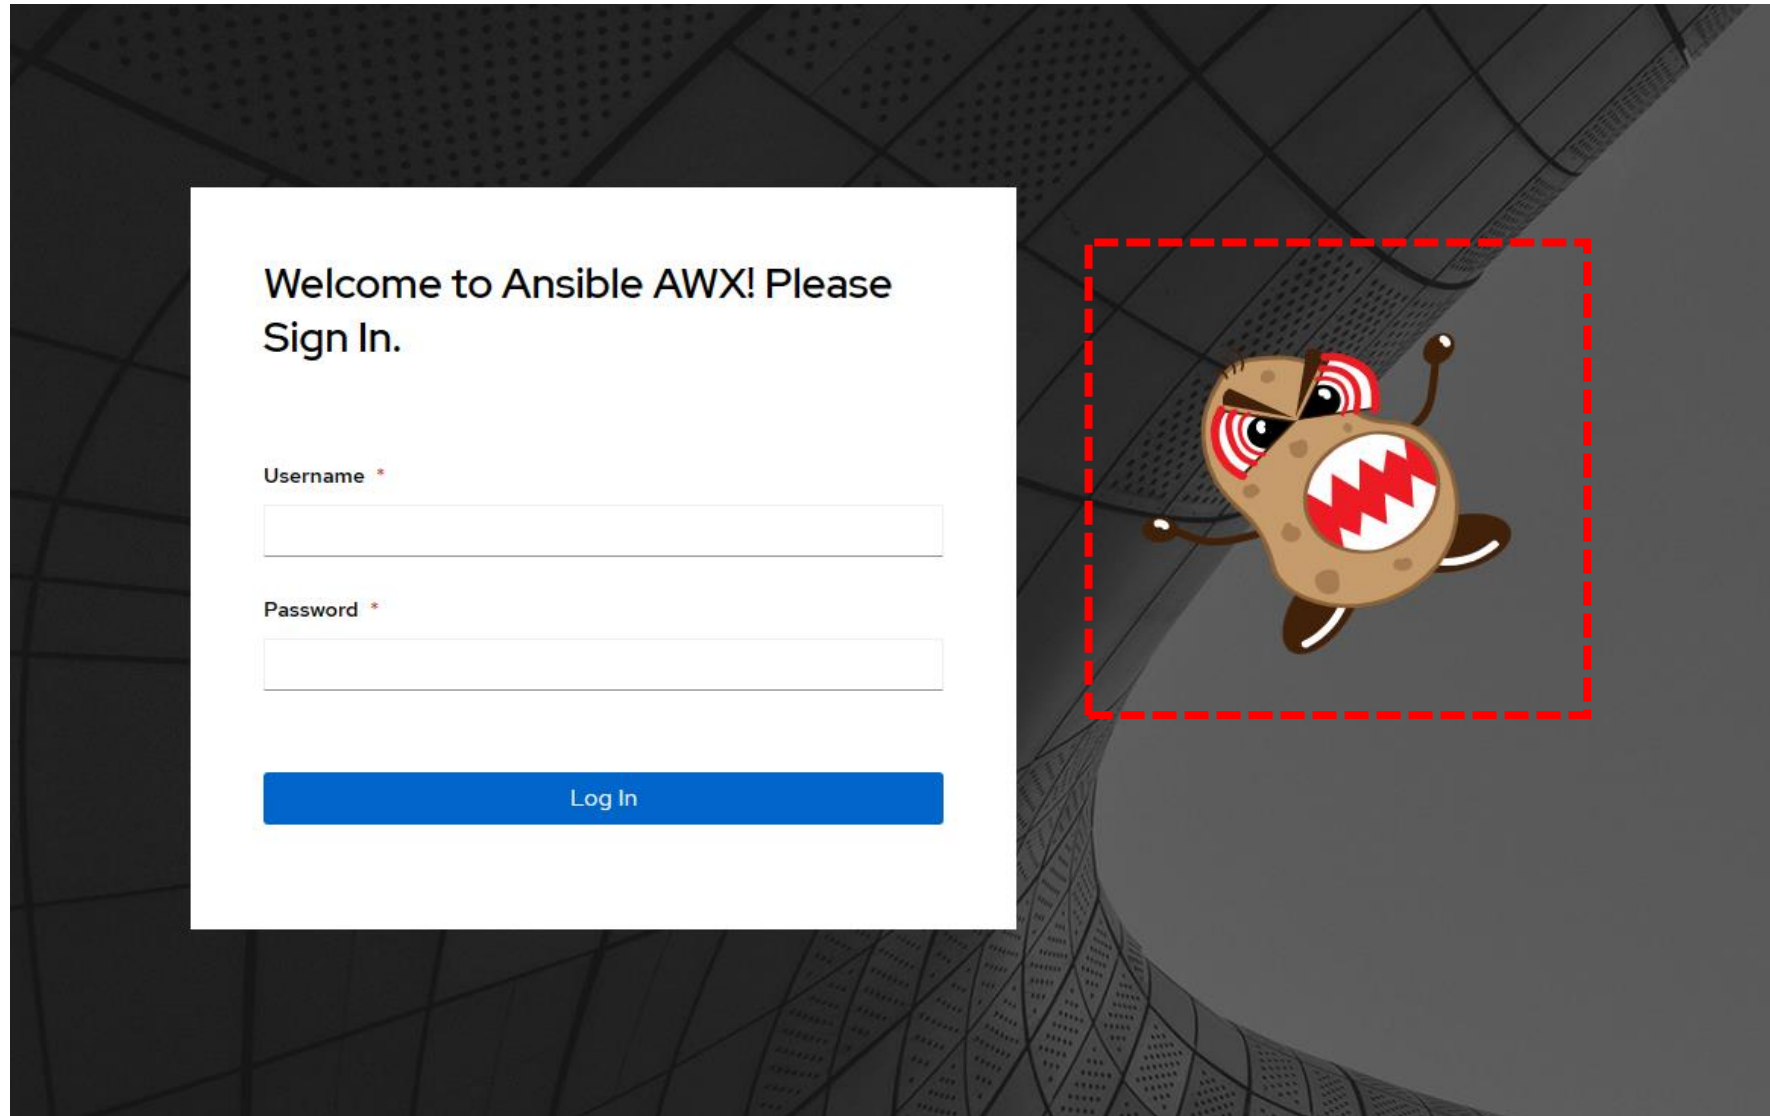 Welcome to Ansible AWX! Please
Sign In.
Username *
Password *
Log In